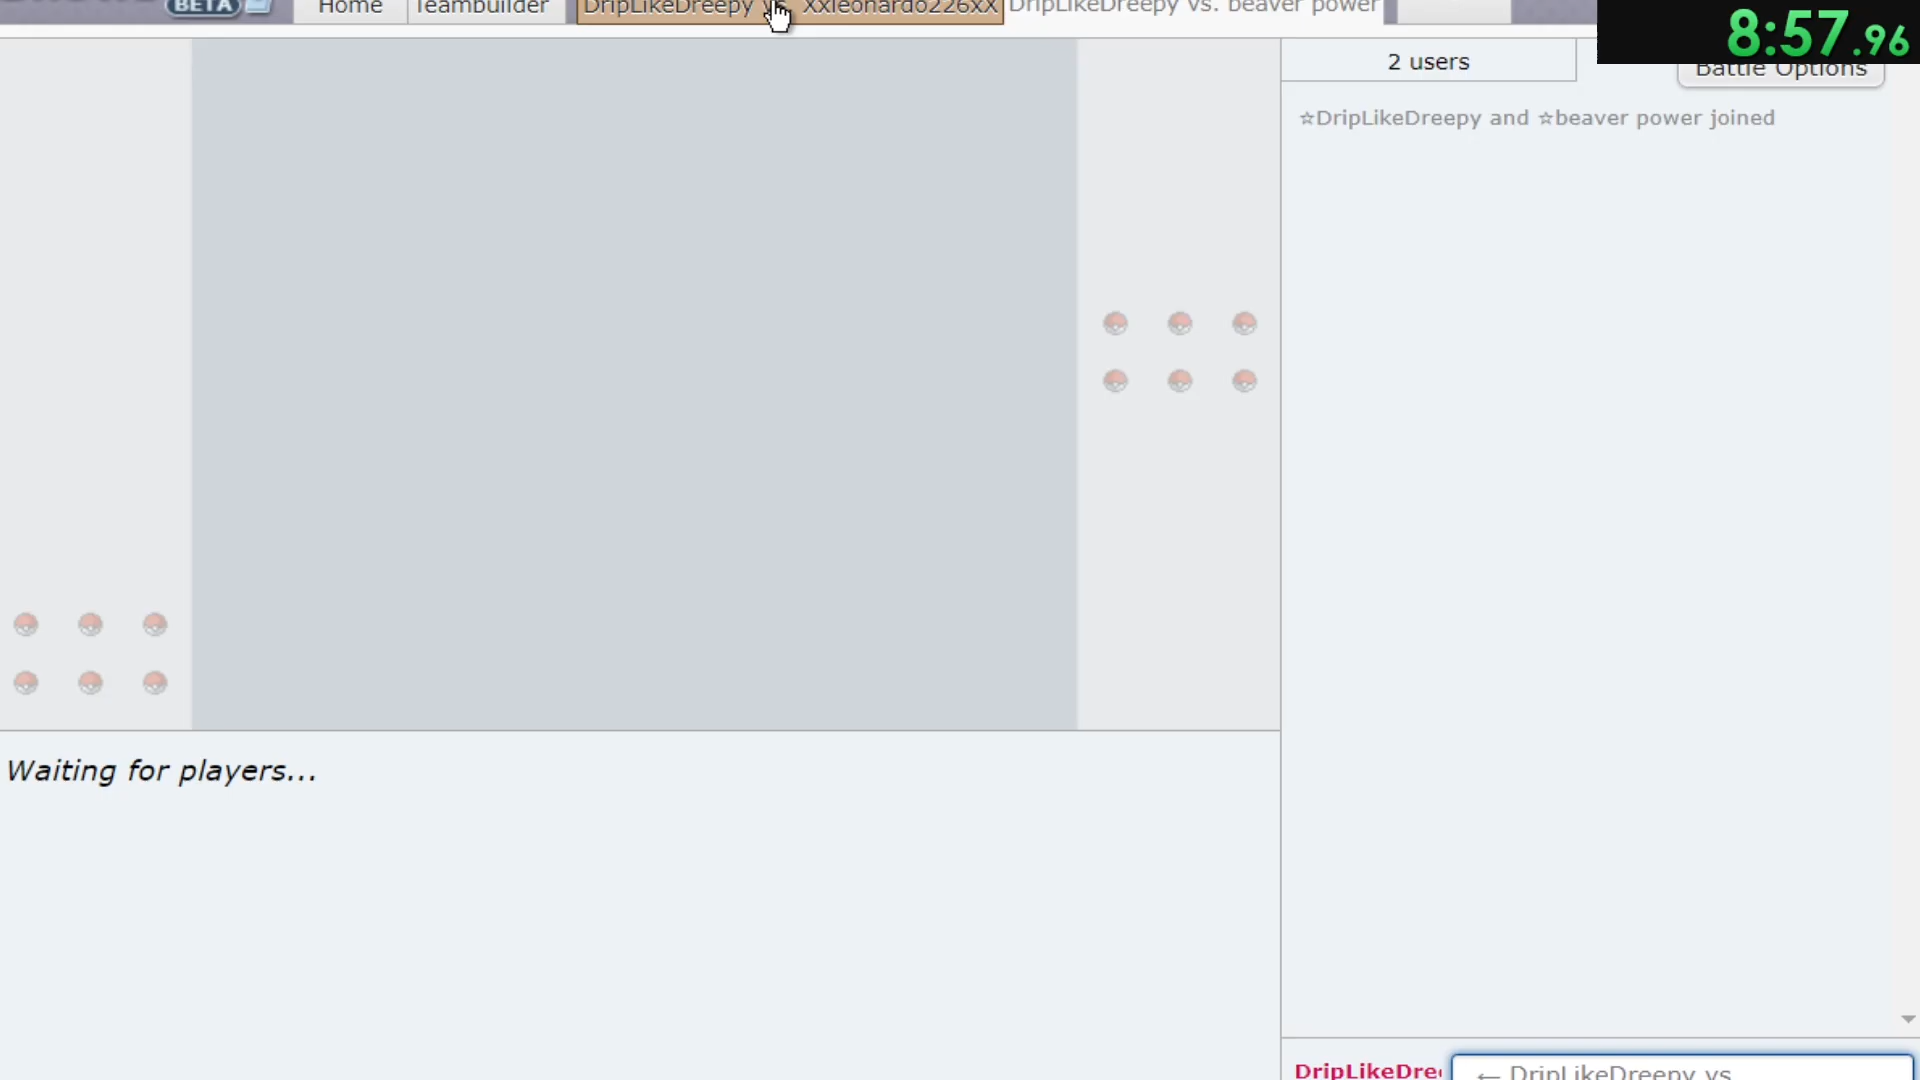 BETA
Home
Teambuilder
DripLikeDreepy vs. Xxleonardo226xX
DripLikeDreepy vs. beaver power
8:57.96
2 users
Battle Options
☆DripLikeDreepy and ☆beaver power joined
Waiting for players...
DripLikeDree
← DripLikeDreepy vs